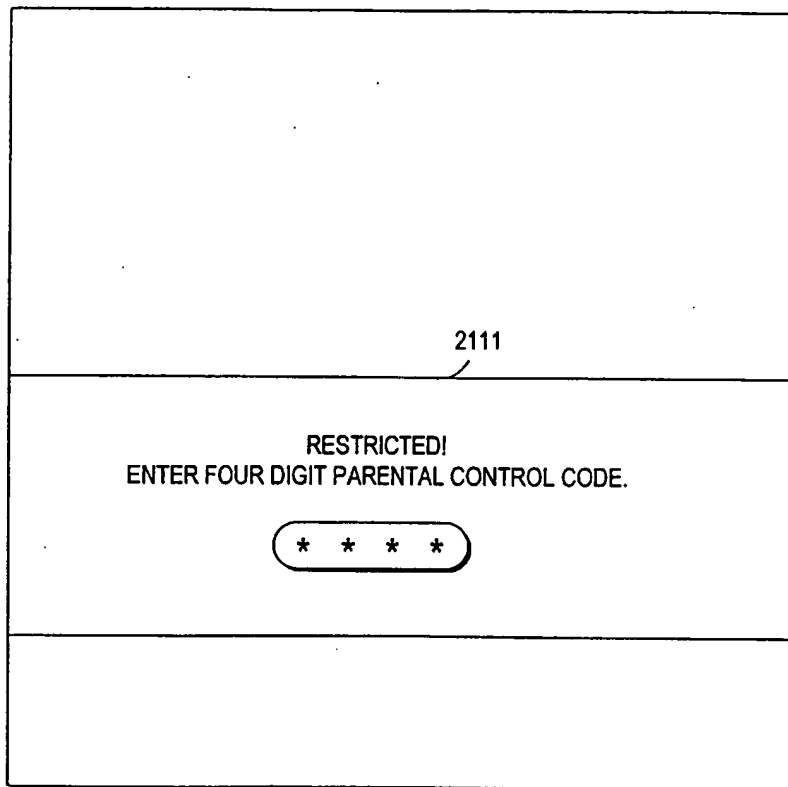 2111
RESTRICTED!
ENTER FOUR DIGIT PARENTAL CONTROL CODE.
* * * *